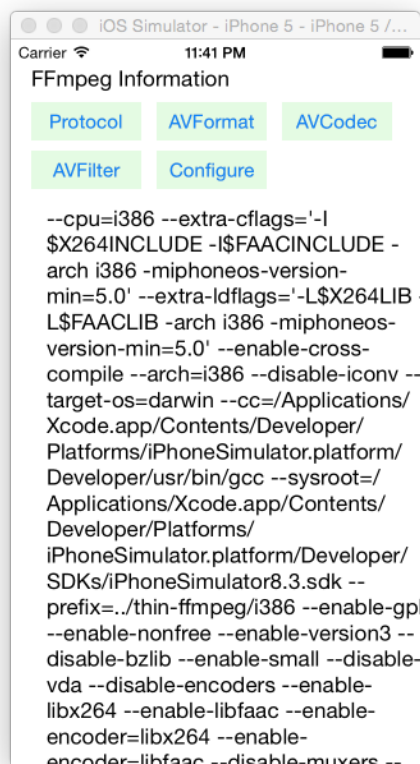 iOS Simulator - iPhone 5 - iPhone 5 /...
Carrier 11:41 PM
FFmpeg Information
Protocol AVFormat AVCodec
AVFilter Configure
--cpu=i386 --extra-cflags='-I
$X264INCLUDE -I$FAACINCLUDE -
arch i386 -miphoneos-version-
min=5.0' --extra-ldflags='-L$X264LIB -
L$FAACLIB -arch i386 -miphoneos-
version-min=5.0' --enable-cross-
compile --arch=i386 --disable-iconv --
target-os=darwin --cc=/Applications/
Xcode.app/Contents/Developer/
Platforms/iPhoneSimulator.platform/
Developer/usr/bin/gcc --sysroot=/
Applications/Xcode.app/Contents/
Developer/Platforms/
iPhoneSimulator.platform/Developer/
SDKs/iPhoneSimulator8.3.sdk --
prefix=../thin-ffmpeg/i386 --enable-gpl
--enable-nonfree --enable-version3 --
disable-bzlib --enable-small --disable-
vda --disable-encoders --enable-
libx264 --enable-libfaac --enable-
encoder=libx264 --enable-
encoder=libfaac --disable-muxers --